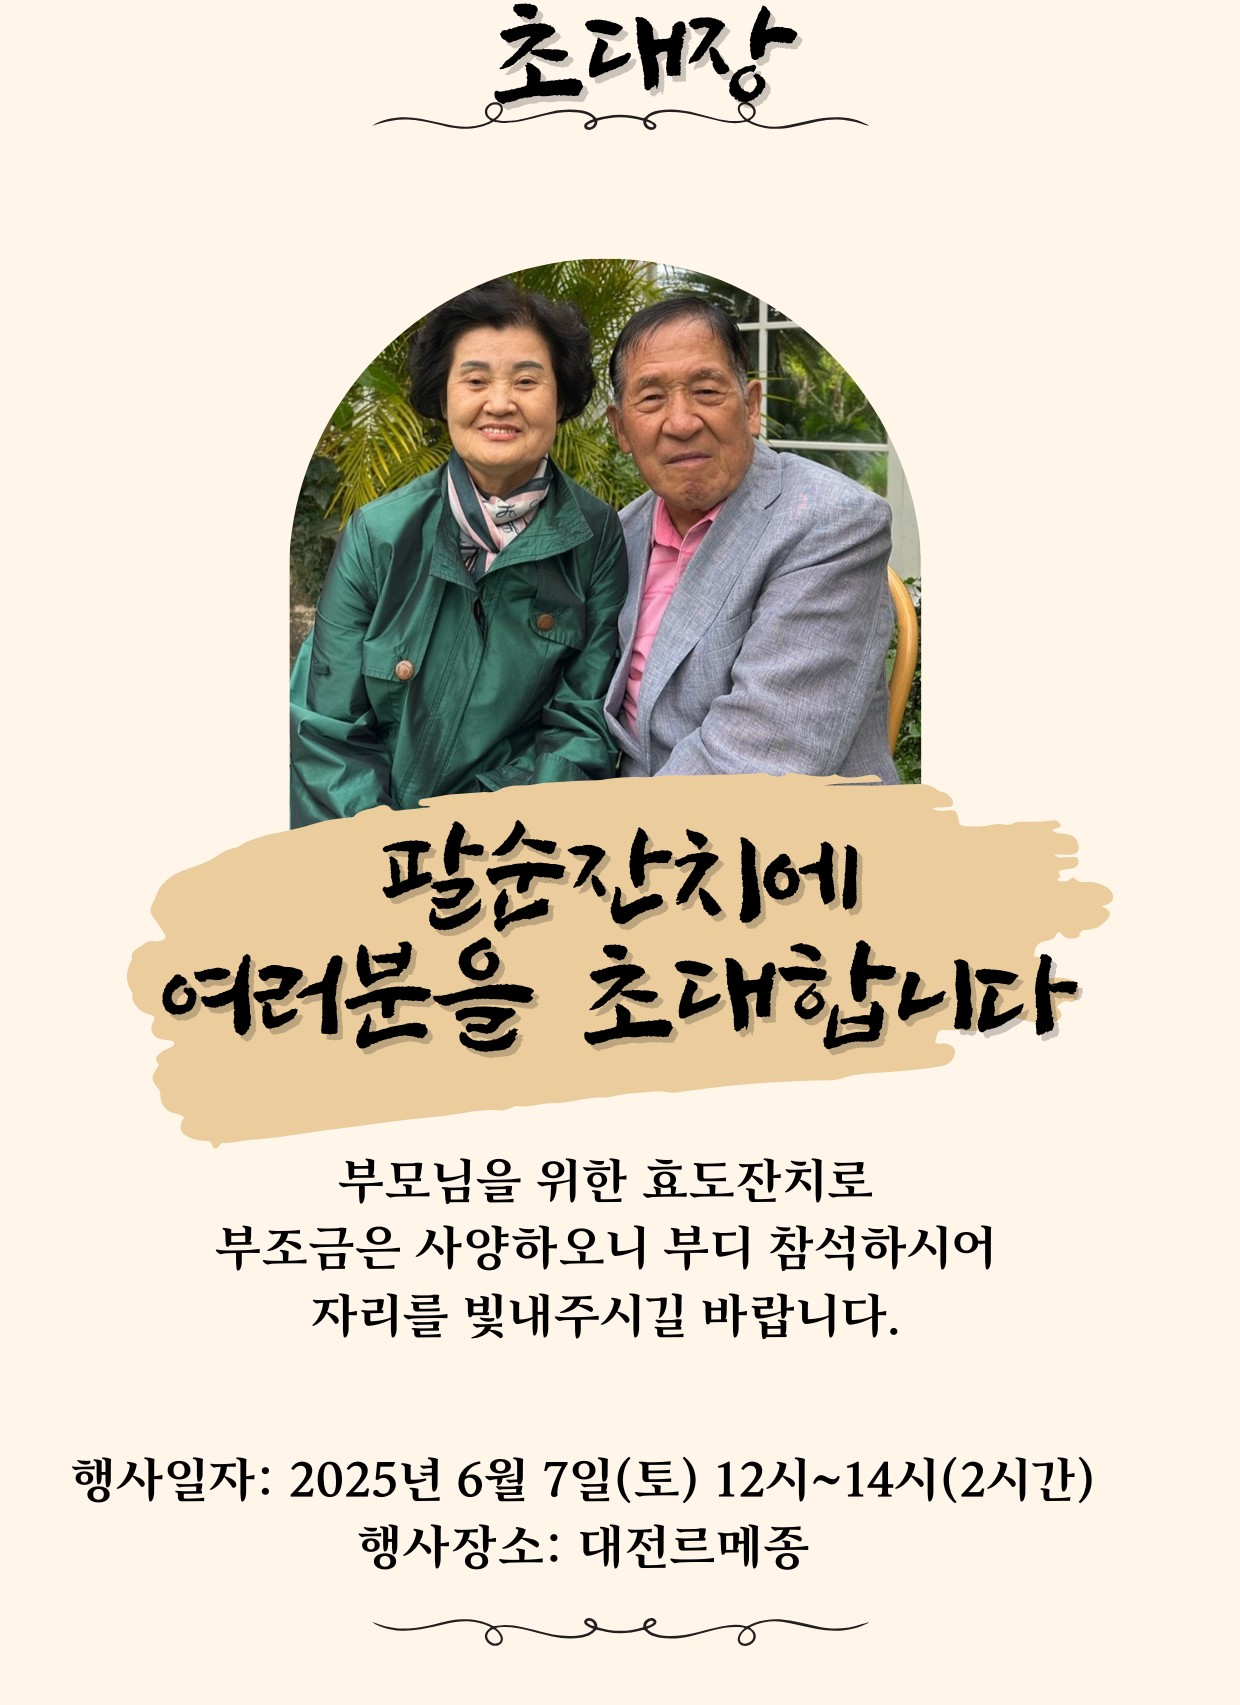 초대장
팔순잔치에
여러분을 초대합니다
부모님을 위한 효도잔치로
부조금은 사양하오니 부디 참석하시어
자리를 빛내주시길 바랍니다.
행사일자: 2025년 6월 7일(토) 12시~14시(2시간)
행사장소: 대전르메종